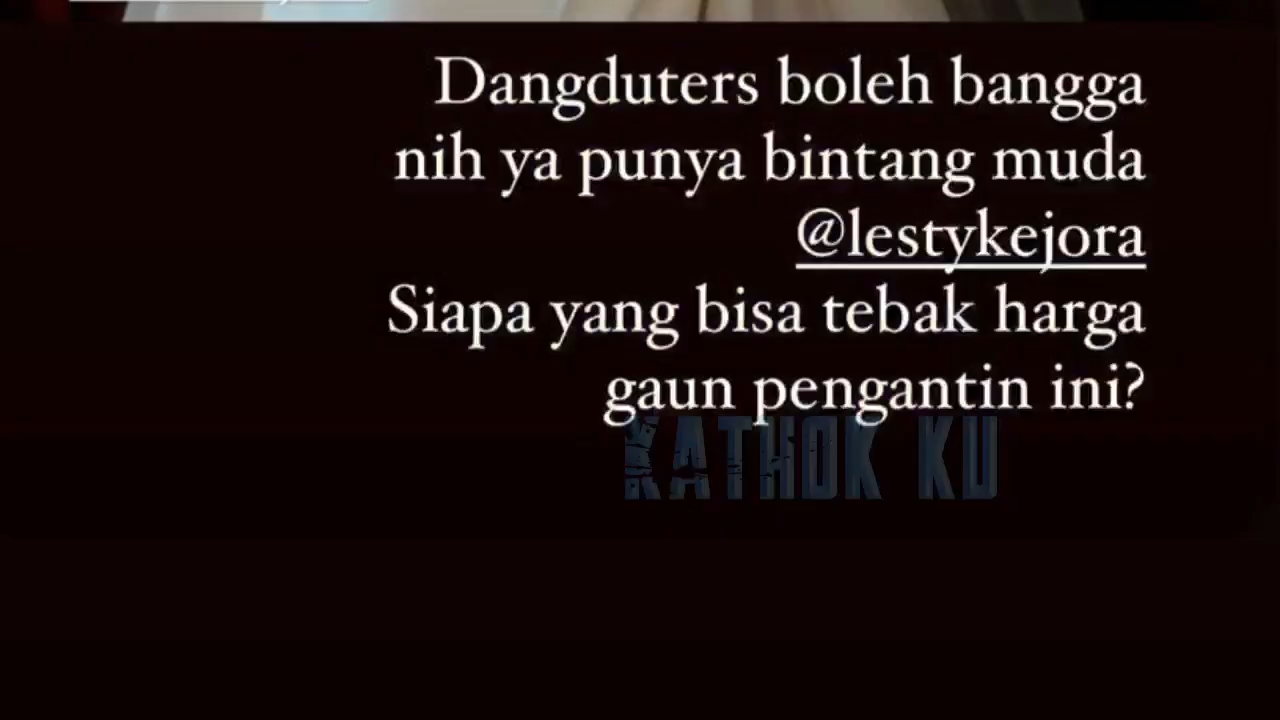 Dangduters boleh bangga
nih ya punya bintang muda
@lestykejora
Siapa yang bisa tebak harga
gaun pengantin ini?
KATHOK KU